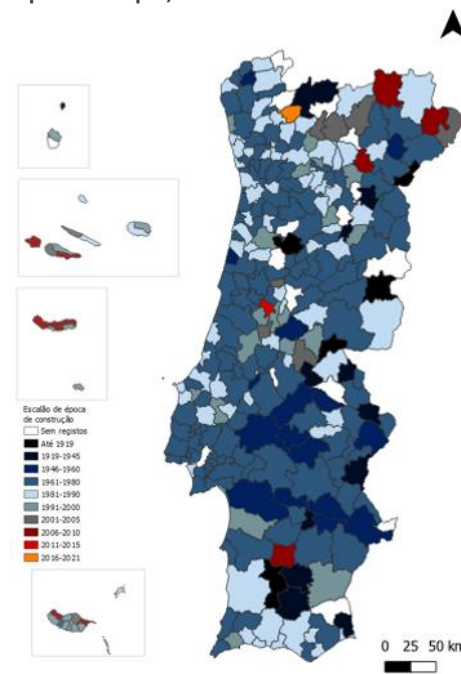 Escalão de época
de construção
Sem registos
Até 1919
1919-1945
1946-1960
1961-1980
1981-1990
1991-2000
2001-2005
2006-2010
2011-2015
2016-2021
0 25 50 km